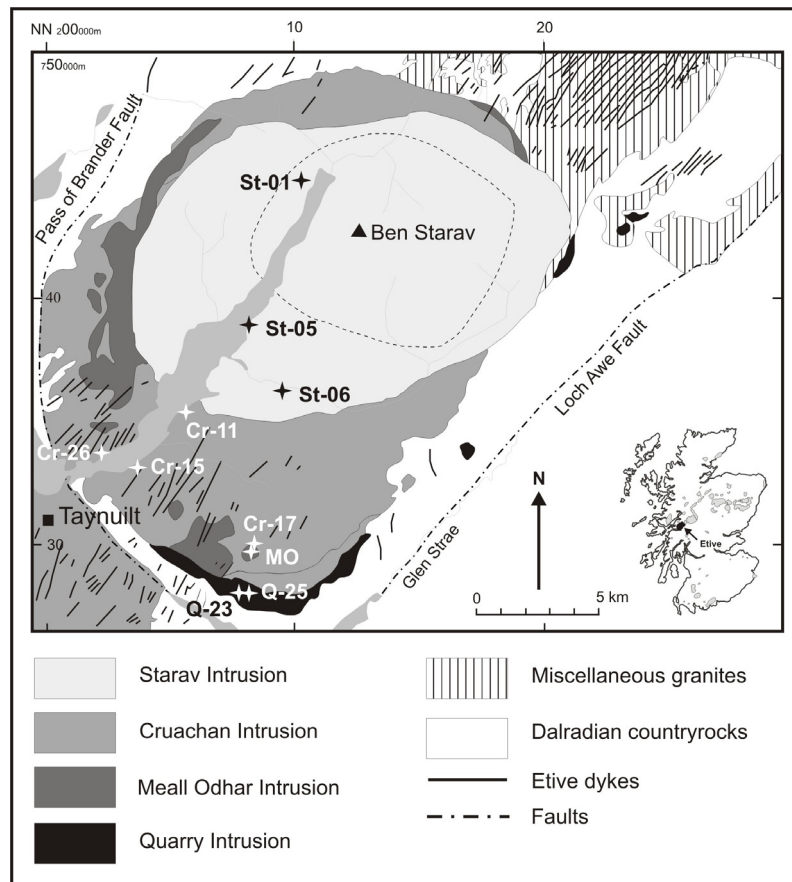 NN 200000m 10 20
750000m
Pass of Brander Fault
St-01
Ben Starav
40
St-05
Loch Awe Fault
St-06
Cr-11
Cr-26
Cr-15
N
Taynuilt
Cr-17
Etive
30
MO
Glen Strae
Q-25
0 5 km
Q-23
Starav Intrusion
Miscellaneous granites
Cruachan Intrusion
Dalradian countryrocks
Meall Odhar Intrusion
Etive dykes
Faults
Quarry Intrusion